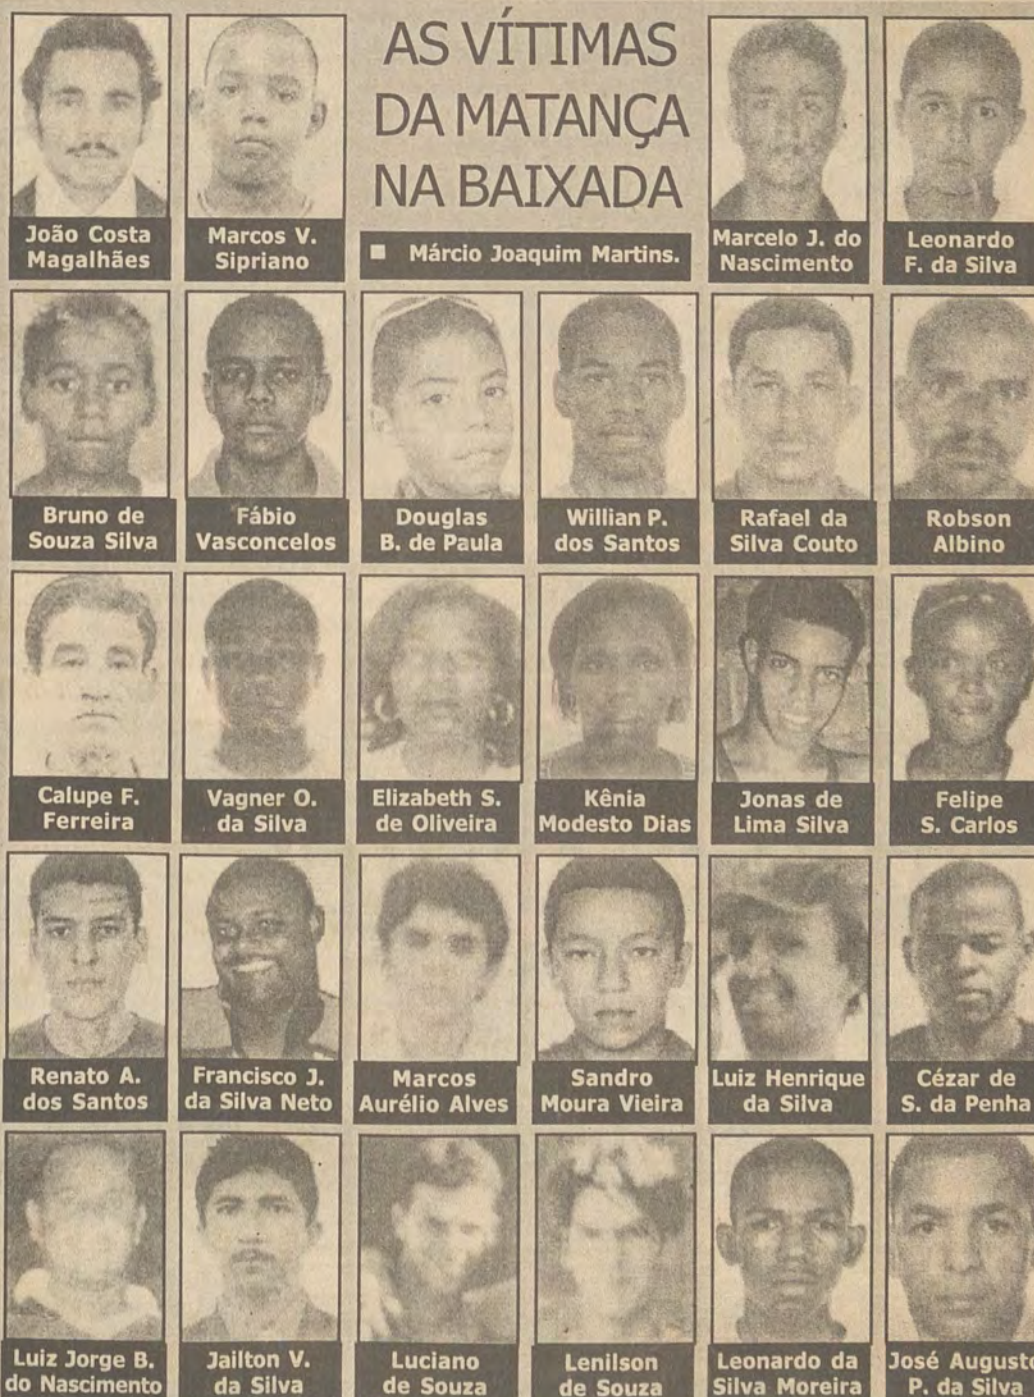 AS VÍTIMAS
DA MATANÇA
NA BAIXADA
João Costa
Magalhães
Marcos V.
Sipriano
■ Márcio Joaquim Martins.
Marcelo J. do
Nascimento
Leonardo
F. da Silva
Bruno de
Souza Silva
Fábio
Vasconcelos
Douglas
B. de Paula
Willian P.
dos Santos
Rafael da
Silva Couto
Robson
Albino
Calupe F.
Ferreira
Vagner O.
da Silva
Elizabeth S.
de Oliveira
Kênia
Modesto Dias
Jonas de
Lima Silva
Felipe
S. Carlos
Renato A.
dos Santos
Francisco J.
da Silva Neto
Marcos
Aurélio Alves
Sandro
Moura Vieira
Luiz Henrique
da Silva
Cézar de
S. da Penha
Luiz Jorge B.
do Nascimento
Jailton V.
da Silva
Luciano
de Souza
Lenilson
de Souza
Leonardo da
Silva Moreira
José Augusto
P. da Silva